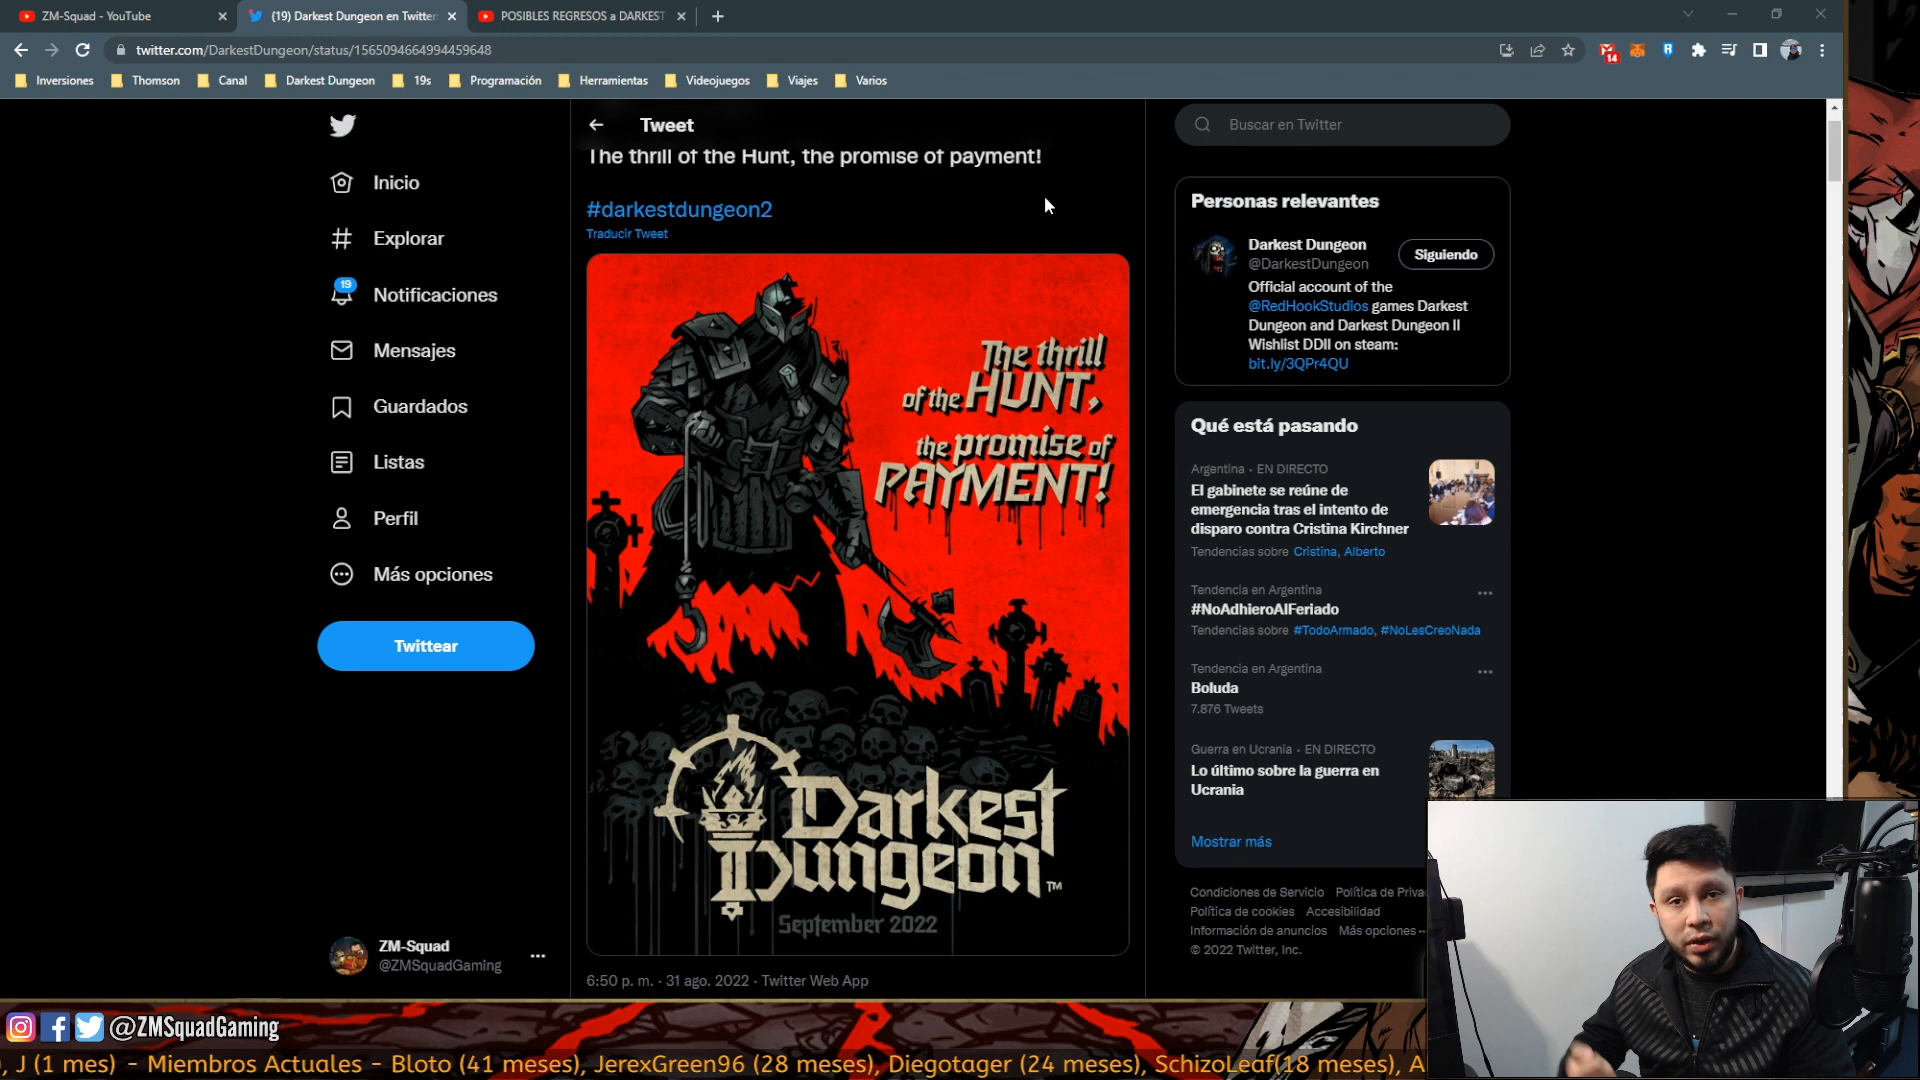 ZM-Squad - YouTube
(19) Darkest Dungeon en Twitter:
POSIBLES REGRESOS a DARKEST
twitter.com/DarkestDungeon/status/1565094664994459648
14
Inversiones
Thomson
Canal
Darkest Dungeon
19s
Programación
Herramientas
Videojuegos
Viajes
Varios
Inicio
Explorar
19
Notificaciones
Mensajes
Guardados
Listas
Perfil
Más opciones
Twittear
ZM-Squad
@ZMSquadGaming
Tweet
The thrill of the Hunt, the promise of payment!
#darkestdungeon2
Traducir Tweet
The thrill
of the HUNT,
the promise of
PAYMENT!
Darkest
Dungeon™
September 2022
6:50 p. m. · 31 ago. 2022 · Twitter Web App
Buscar en Twitter
Personas relevantes
Darkest Dungeon
@DarkestDungeon
Siguiendo
Official account of the
@RedHookStudios games Darkest
Dungeon and Darkest Dungeon II
Wishlist DDII on steam:
bit.ly/3QPr4QU
Qué está pasando
Argentina · EN DIRECTO
El gabinete se reúne de
emergencia tras el intento de
disparo contra Cristina Kirchner
Tendencias sobre Cristina, Alberto
Tendencia en Argentina
#NoAdhieroAlFeriado
Tendencias sobre #TodoArmado, #NoLesCreoNada
Tendencia en Argentina
Boluda
7.876 Tweets
Guerra en Ucrania · EN DIRECTO
Lo último sobre la guerra en
Ucrania
Mostrar más
Condiciones de Servicio Política de Priva
Política de cookies Accesibilidad
Información de anuncios Más opciones ···
© 2022 Twitter, Inc.
@ZMSquadGaming
, J (1 mes) - Miembros Actuales - Bloto (41 meses), JerexGreen96 (28 meses), Diegotager (24 meses), SchizoLeaf(18 meses), A